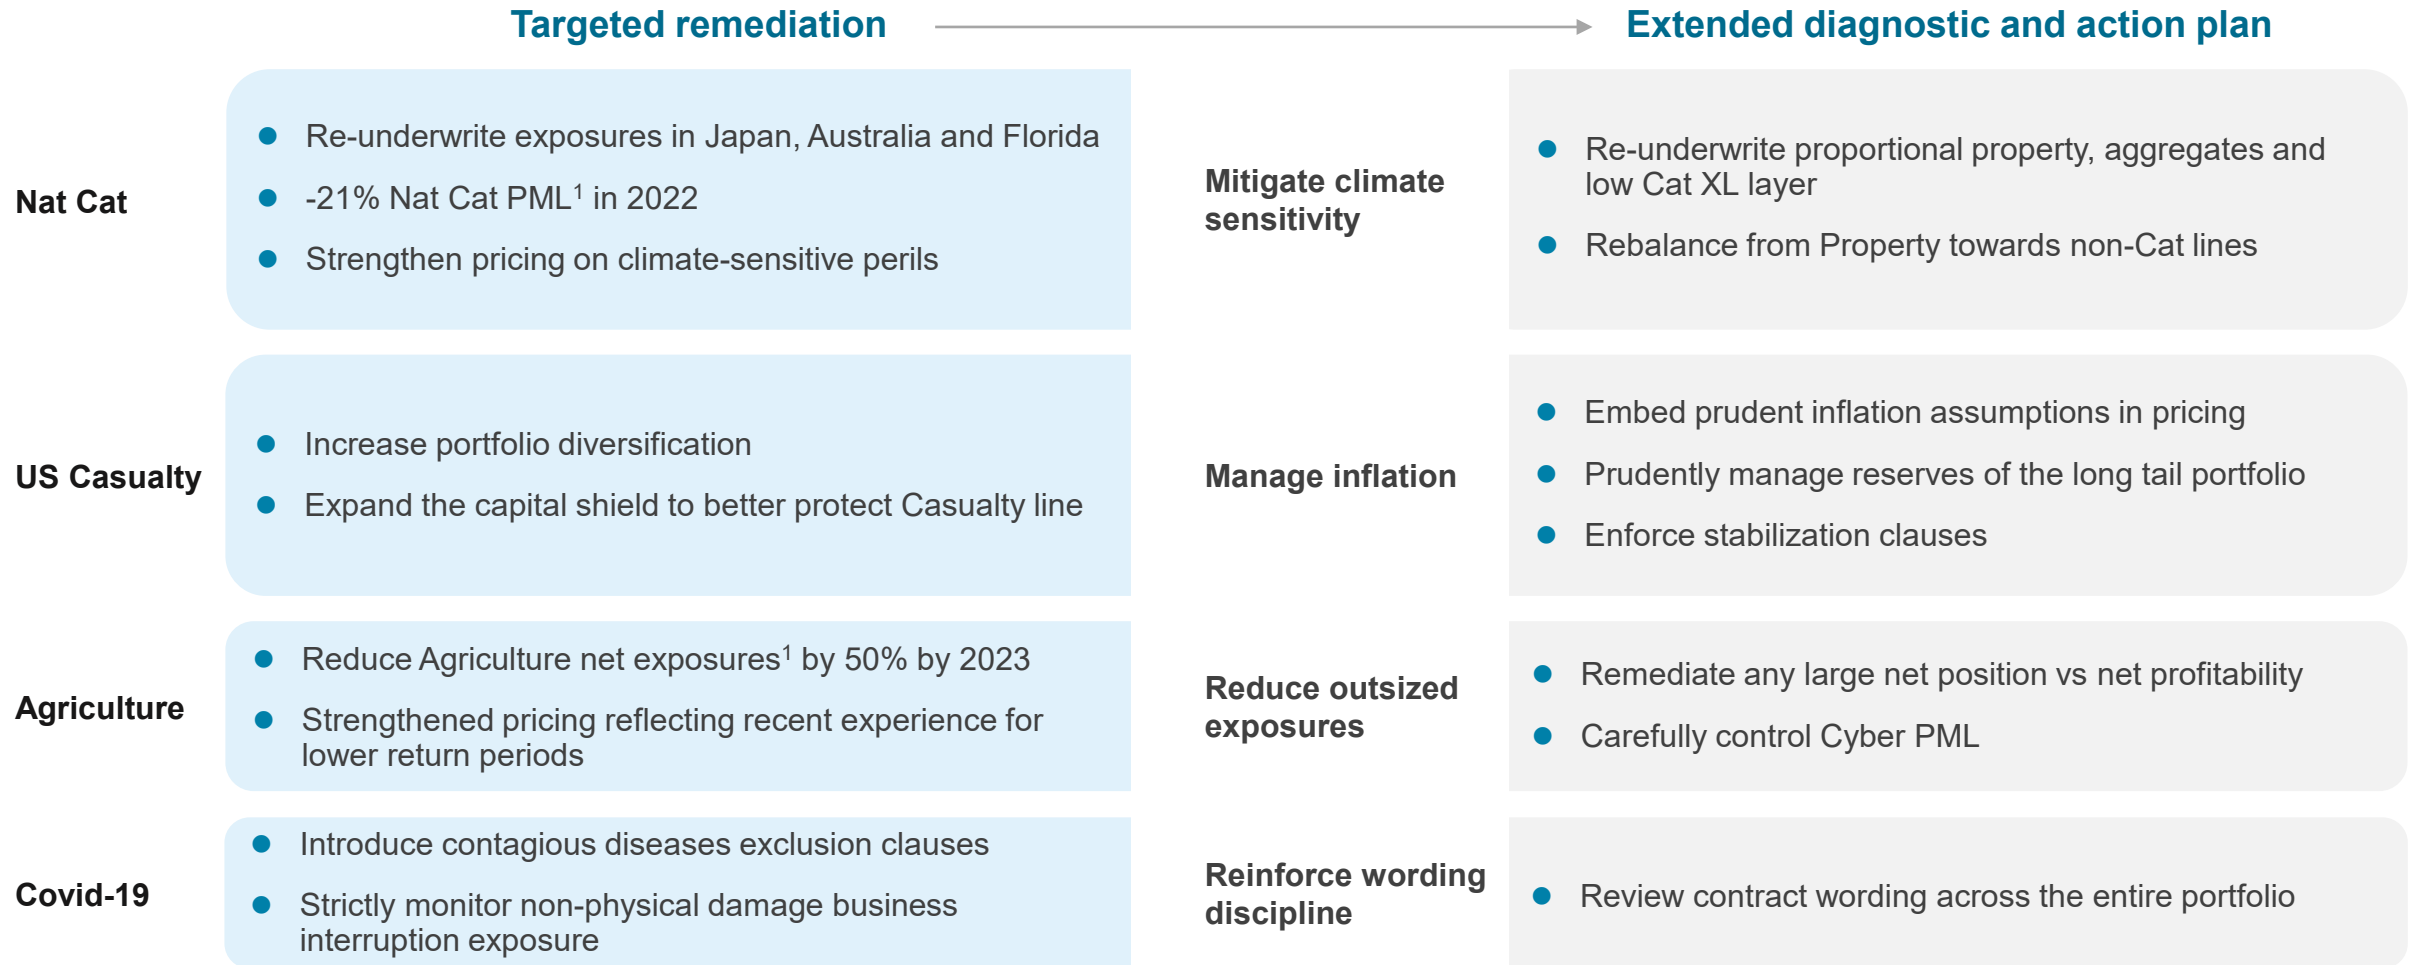 Targeted remediation
Extended diagnostic and action plan
Nat Cat
Re-underwrite exposures in Japan, Australia and Florida
-21% Nat Cat PML¹ in 2022
Strengthen pricing on climate-sensitive perils
Mitigate climate
sensitivity
Re-underwrite proportional property, aggregates and
low Cat XL layer
Rebalance from Property towards non-Cat lines
US Casualty
Increase portfolio diversification
Expand the capital shield to better protect Casualty line
Manage inflation
Embed prudent inflation assumptions in pricing
Prudently manage reserves of the long tail portfolio
Enforce stabilization clauses
Agriculture
Reduce Agriculture net exposures¹ by 50% by 2023
Strengthened pricing reflecting recent experience for
lower return periods
Reduce outsized
exposures
Remediate any large net position vs net profitability
Carefully control Cyber PML
Covid-19
Introduce contagious diseases exclusion clauses
Strictly monitor non-physical damage business
interruption exposure
Reinforce wording
discipline
Review contract wording across the entire portfolio